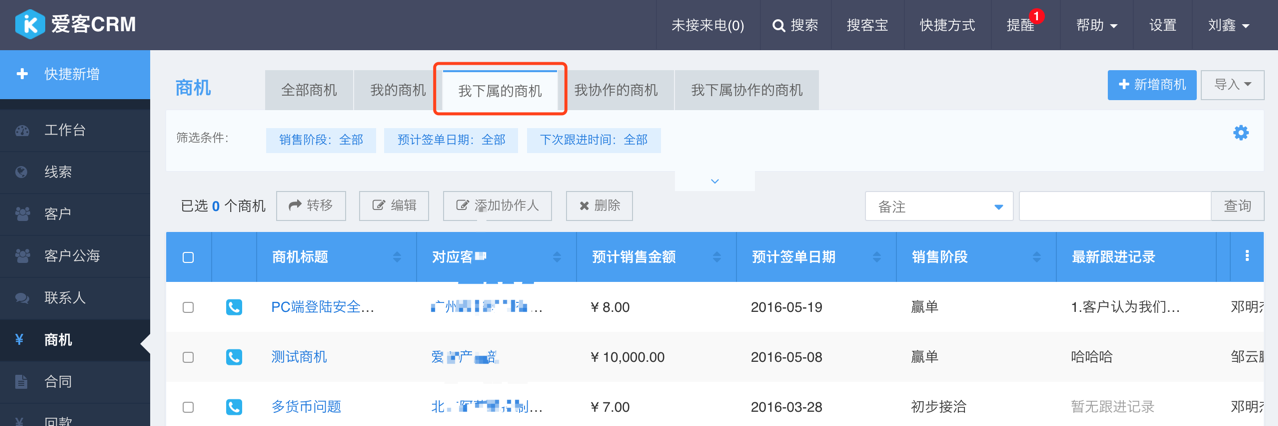 爱客CRM 未接来电(0) 搜索 搜客宝 快捷方式 提醒 1 帮助 设置 刘鑫
快捷新增
工作台
线索
客户
客户公海
联系人
¥ 商机
合同
回款
商机 全部商机 我的商机 我下属的商机 我协作的商机 我下属协作的商机 新增商机 导入
筛选条件: 销售阶段: 全部 预计签单日期: 全部 下次跟进时间: 全部
已选 0 个商机 转移 编辑 添加协作人 删除 备注 查询
商机标题 对应客 预计销售金额 预计签单日期 销售阶段 最新跟进记录
PC端登陆安全... 广州 ... ¥ 8.00 2016-05-19 赢单 1.客户认为我们... 邓明
测试商机 爱 产 ¥ 10,000.00 2016-05-08 赢单 哈哈哈 邹云
多货币问题 北 制... ¥ 7.00 2016-03-28 初步接洽 暂无跟进记录